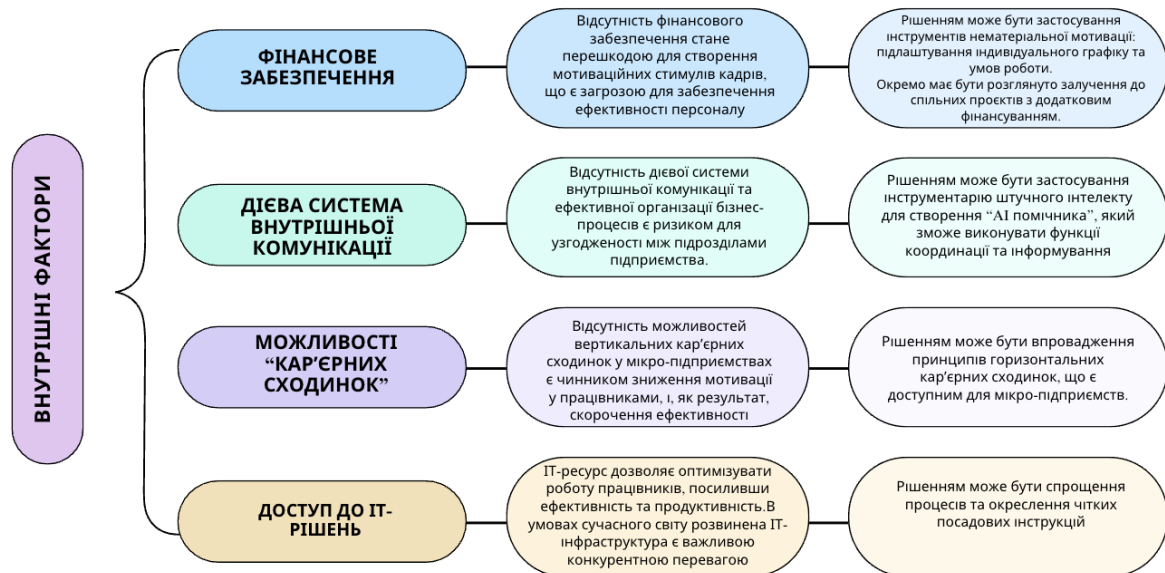 ВНУТРІШНІ ФАКТОРИ
ФІНАНСОВЕ
ЗАБЕЗПЕЧЕННЯ
Відсутність фінансового
забезпечення стане
перешкодою для створення
мотиваційних стимулів кадрів,
що є загрозою для забезпечення
ефективності персоналу
Рішенням може бути застосування
інструментів нематеріальної мотивації:
підлаштування індивідуального графіку та
умов роботи.
Окремо має бути розглянуто залучення до
спільних проєктів з додатковим
фінансуванням.
ДІЄВА СИСТЕМА
ВНУТРІШНЬОЇ
КОМУНІКАЦІЇ
Відсутність дієвої системи
внутрішньої комунікації та
ефективної організації бізнес-
процесів є ризиком для
узгодженості між підрозділами
підприємства.
Рішенням може бути застосування
інструментарію штучного інтелекту
для створення “AI помічника”, який
зможе виконувати функції
координації та інформування
МОЖЛИВОСТІ
“КАР’ЄРНИХ
СХОДИНОК”
Відсутність можливостей
вертикальних кар’єрних
сходинок у мікро-підприємствах
є чинником зниження мотивації
у працівниками, і, як результат,
скорочення ефективності
Рішенням може бути впровадження
принципів горизонтальних
кар’єрних сходинок, що є
доступним для мікро-підприємств.
ДОСТУП ДО ІТ-
РІШЕНЬ
ІТ-ресурс дозволяє оптимізувати
роботу працівників, посиливши
ефективність та продуктивність.В
умовах сучасного світу розвинена ІТ-
інфраструктура є важливою
конкурентною перевагою
Рішенням може бути спрощення
процесів та окреслення чітких
посадових інструкцій